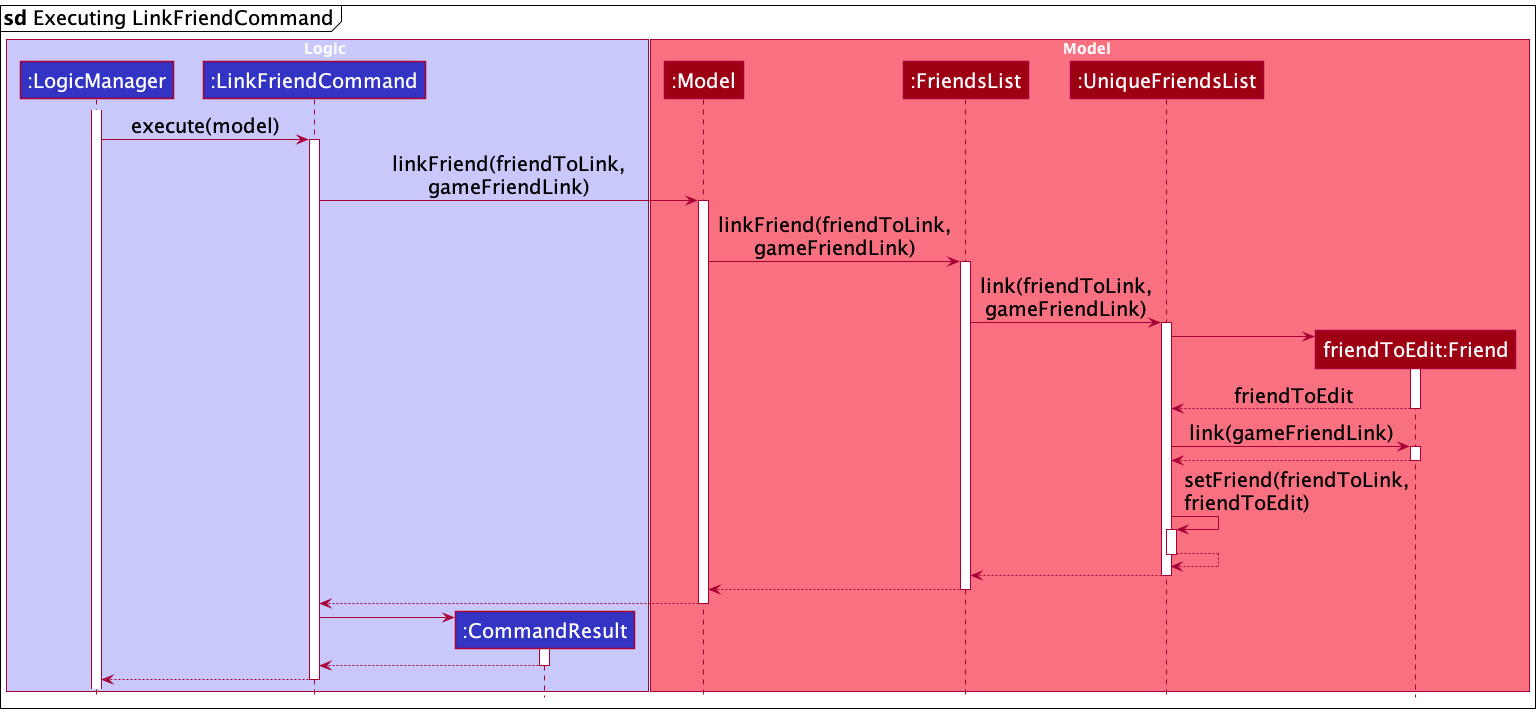 sd Executing LinkFriendCommand
Logic
Model
:LogicManager
:LinkFriendCommand
:Model
:FriendsList
:UniqueFriendsList
execute(model)
linkFriend(friendToLink,
gameFriendLink)
linkFriend(friendToLink,
gameFriendLink)
link(friendToLink,
gameFriendLink)
friendToEdit:Friend
friendToEdit
link(gameFriendLink)
setFriend(friendToLink,
friendToEdit)
:CommandResult